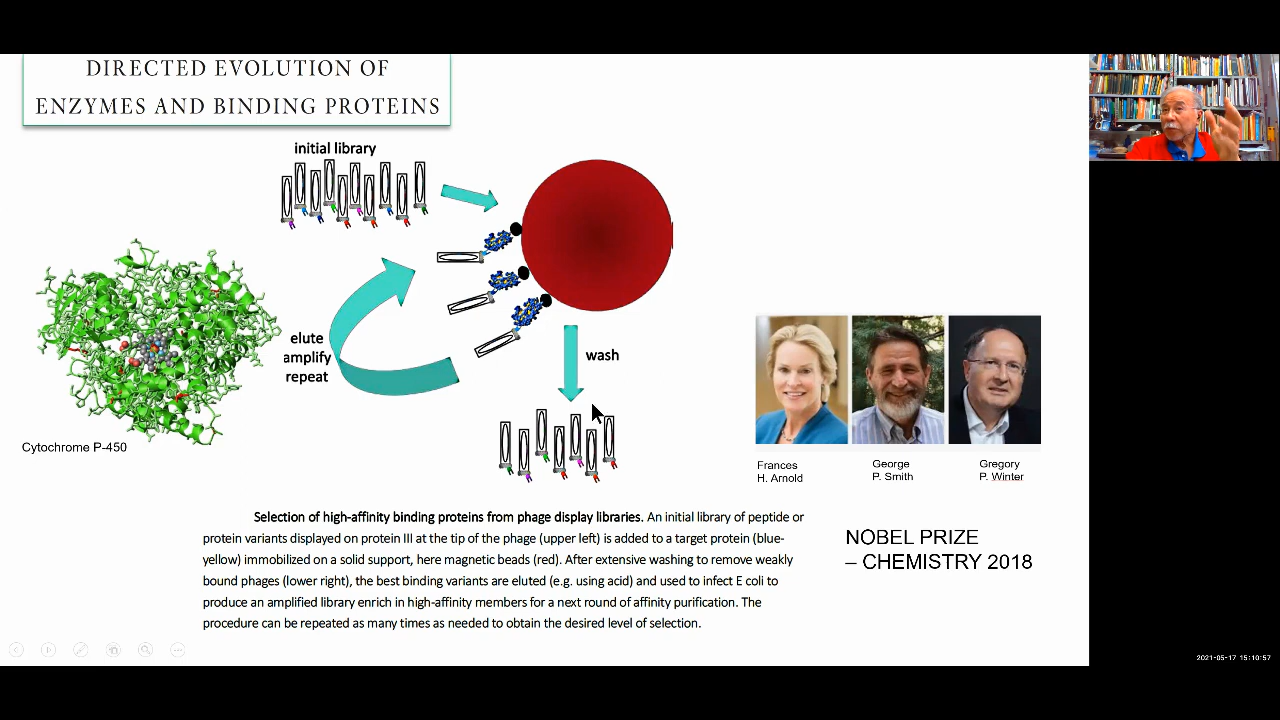 DIRECTED EVOLUTION OF
ENZYMES AND BINDING PROTEINS
initial library
elute
amplify
repeat
wash
Cytochrome P-450
Frances
H. Arnold
George
P. Smith
Gregory
P. Winter
Selection of high-affinity binding proteins from phage display libraries. An initial library of peptide or
protein variants displayed on protein III at the tip of the phage (upper left) is added to a target protein (blue-
yellow) immobilized on a solid support, here magnetic beads (red). After extensive washing to remove weakly
bound phages (lower right), the best binding variants are eluted (e.g. using acid) and used to infect E coli to
produce an amplified library enrich in high-affinity members for a next round of affinity purification. The
procedure can be repeated as many times as needed to obtain the desired level of selection.
NOBEL PRIZE
– CHEMISTRY 2018
2021-05-17 15:10:57